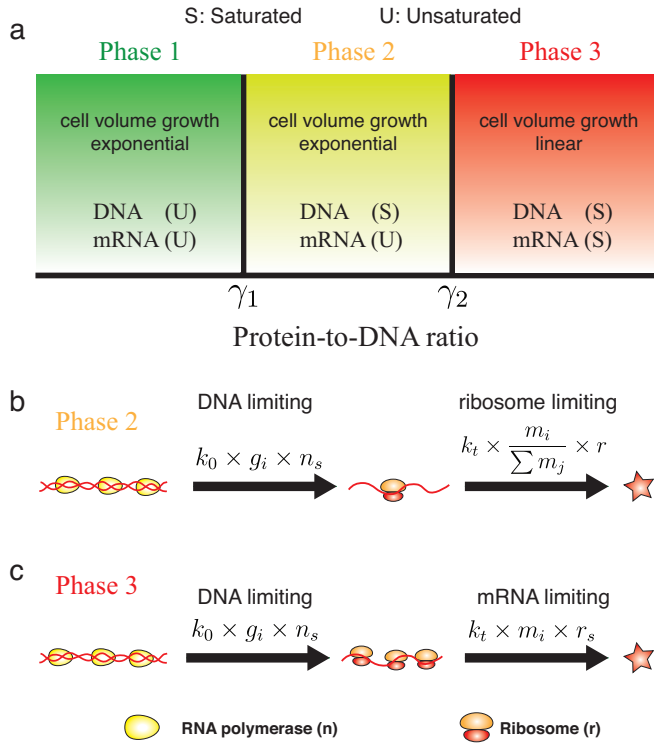 S: Saturated U: Unsaturated
a
Phase 1 Phase 2 Phase 3
cell volume growth exponential
DNA (U)
mRNA (U)
cell volume growth exponential
DNA (S)
mRNA (U)
cell volume growth linear
DNA (S)
mRNA (S)
γ₁ γ₂
Protein-to-DNA ratio
b
Phase 2
DNA limiting
k₀ × gᵢ × nₛ
ribosome limiting
kₜ × mᵢ / ∑ mⱼ × r
c
Phase 3
DNA limiting
k₀ × gᵢ × nₛ
mRNA limiting
kₜ × mᵢ × rₛ
RNA polymerase (n) Ribosome (r)